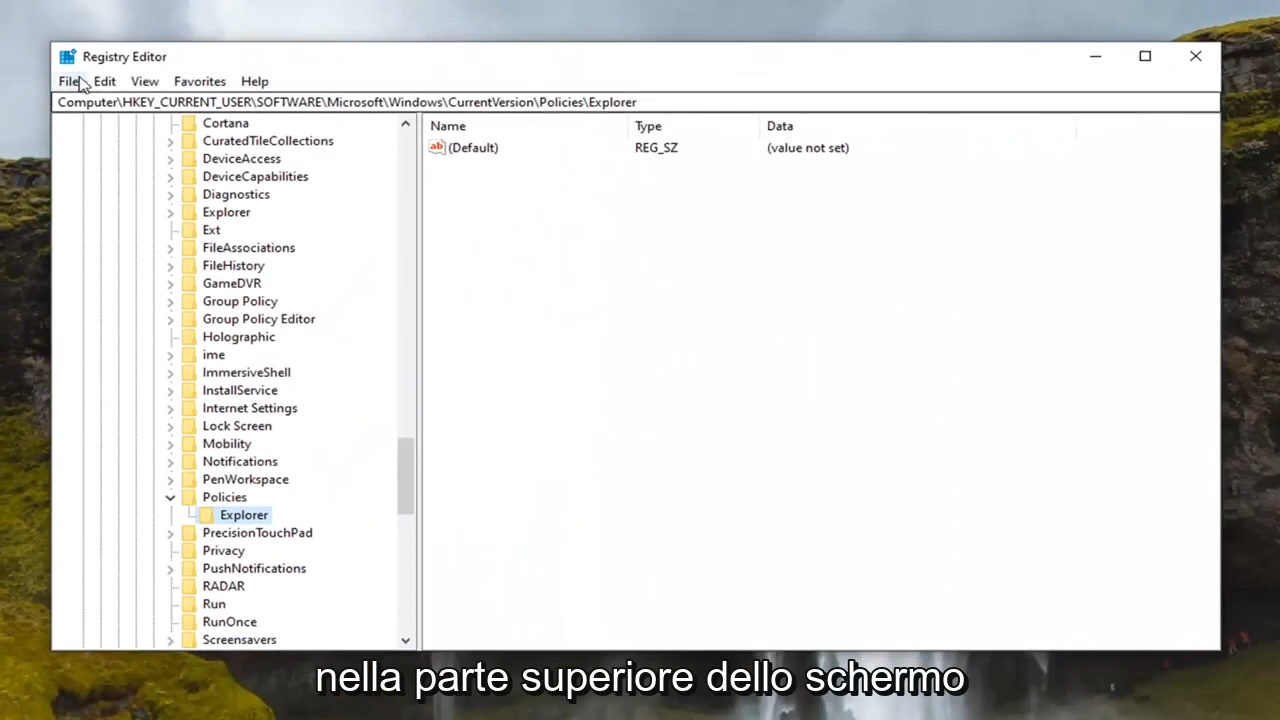 Registry Editor
File Edit View Favorites Help
Computer\HKEY_CURRENT_USER\SOFTWARE\Microsoft\Windows\CurrentVersion\Policies\Explorer
Name Type Data
ab (Default) REG_SZ (value not set)
Cortana
CuratedTileCollections
DeviceAccess
DeviceCapabilities
Diagnostics
Explorer
Ext
FileAssociations
FileHistory
GameDVR
Group Policy
Group Policy Editor
Holographic
ime
ImmersiveShell
InstallService
Internet Settings
Lock Screen
Mobility
Notifications
PenWorkspace
Policies
Explorer
PrecisionTouchPad
Privacy
PushNotifications
RADAR
Run
RunOnce
Screensavers
nella parte superiore dello schermo